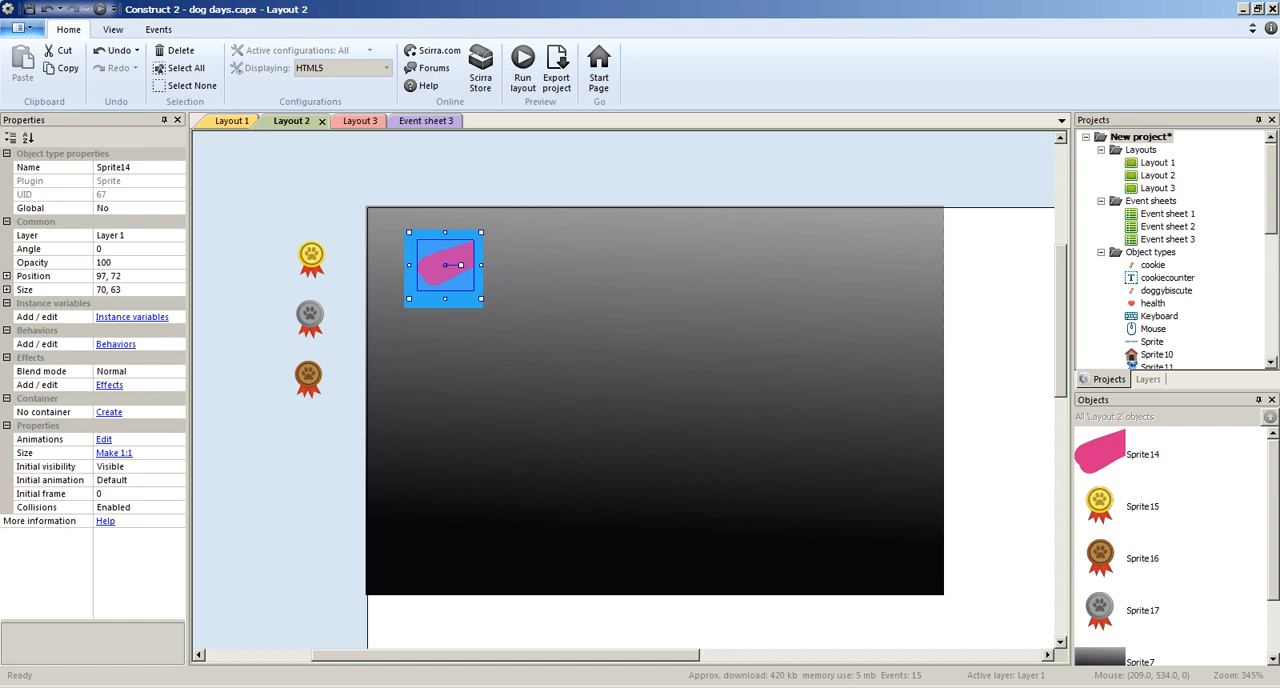 Construct 2 - dog days.capx - Layout 2
Home View Events
Paste Cut Copy Undo Redo Delete Select All Select None Active configurations: All Displaying: HTML5 Scirra.com Forums Help Scirra Store Run layout Export project Start Page
Clipboard Undo Selection Configurations Online Preview Go
Properties
Layout 1 Layout 2 Layout 3 Event sheet 3
Object type properties
Name Sprite14
Plugin Sprite
UID 67
Global No
Common
Layer Layer 1
Angle 0
Opacity 100
Position 97, 72
Size 70, 63
Instance variables
Add / edit Instance variables
Behaviors
Add / edit Behaviors
Effects
Blend mode Normal
Add / edit Effects
Container
No container Create
Properties
Animations Edit
Size Make 1:1
Initial visibility Visible
Initial animation Default
Initial frame 0
Collisions Enabled
More information Help
Projects
New project*
Layouts
Layout 1
Layout 2
Layout 3
Event sheets
Event sheet 1
Event sheet 2
Event sheet 3
Object types
cookie
cookiecounter
doggybiscute
health
Keyboard
Mouse
Sprite
Sprite10
Sprite11
Projects Layers
Objects
All 'Layout 2' objects
Sprite14
Sprite15
Sprite16
Sprite17
Sprite7
Ready Approx. download: 420 kb memory use: 5 mb Events: 15 Active layer: Layer 1 Mouse: (209.0, 534.0, 0) Zoom: 345%